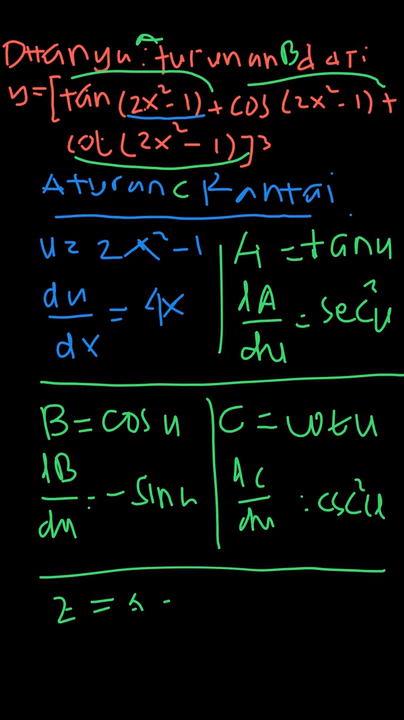 Ditanya : turunan dari
A B
y=[tan (2x²-1)+cos (2x²-1)+
cot (2x²-1)]³
C
Aturan Rantai
u= 2x²-1
du/dx = 4x
A =tan u
dA/du = sec²u
B=cos u
dB/du = -sin u
C = cot u
dC/du : csc²u
z = A -